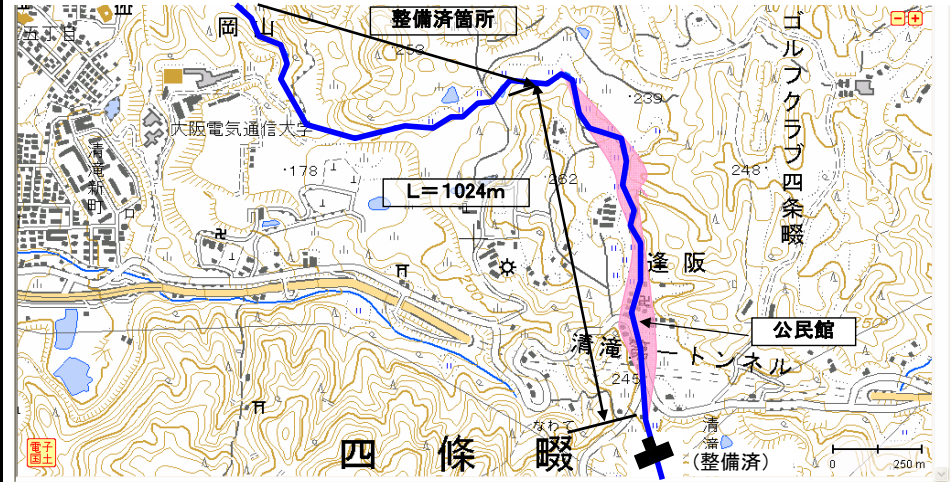 整備済箇所
岡山
五丁目
253
ゴルフクラブ四条畷
239
大阪電気通信大学
清滝新町
178
L=1024m
262
248
逢阪
公民館
清滝トンネル
245
なわて
清滝
四條畷
(整備済)
電子国土
0 250m